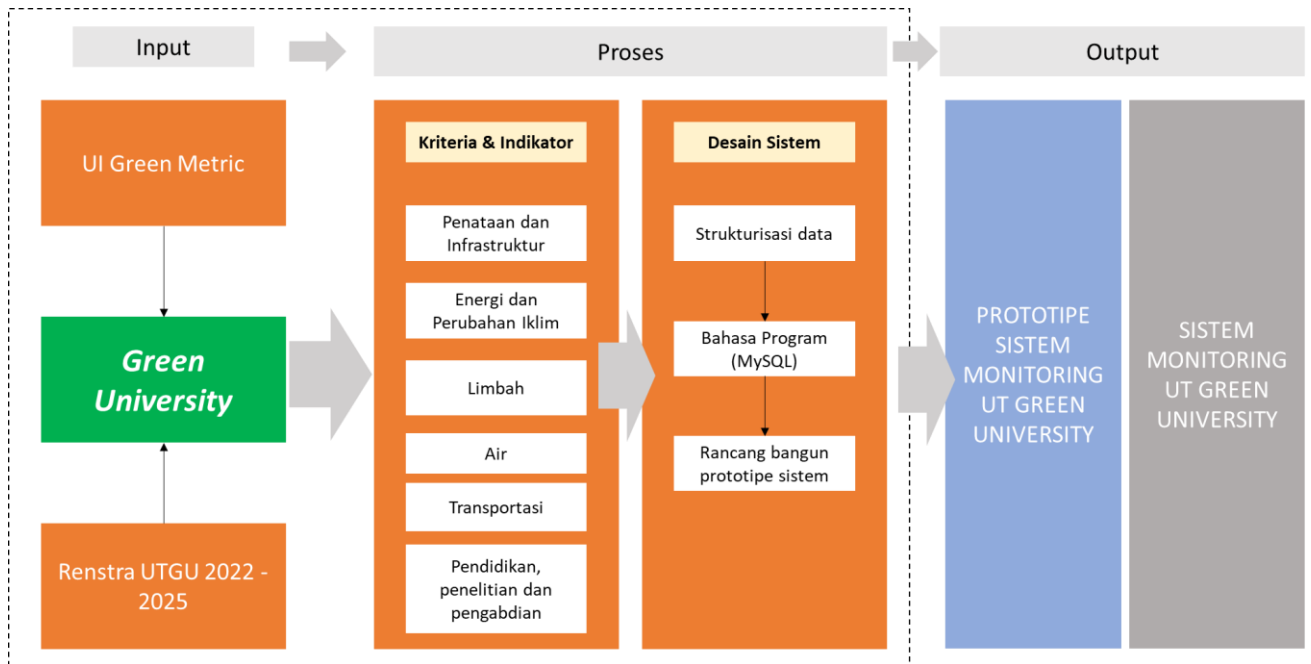 Input
Proses
Output
UI Green Metric
Green
University
Renstra UTGU 2022 -
2025
Kriteria & Indikator
Penataan dan
Infrastruktur
Energi dan
Perubahan Iklim
Limbah
Air
Transportasi
Pendidikan,
penelitian dan
pengabdian
Desain Sistem
Strukturisasi data
Bahasa Program
(MySQL)
Rancang bangun
prototipe sistem
PROTOTIPE
SISTEM
MONITORING
UT GREEN
UNIVERSITY
SISTEM
MONITORING
UT GREEN
UNIVERSITY